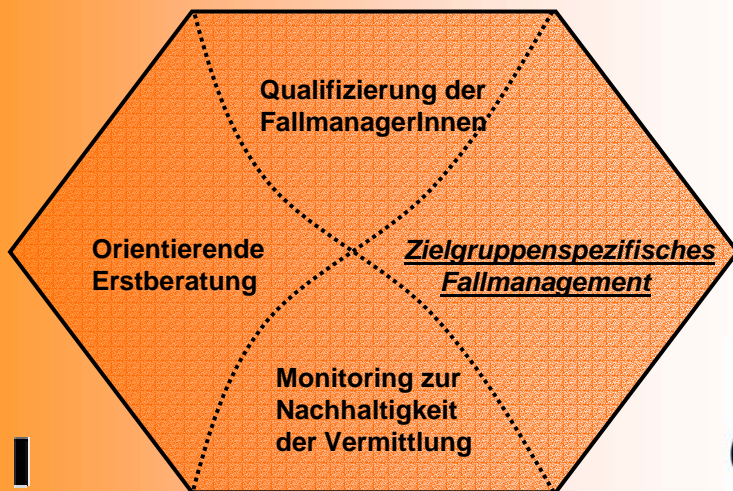 Qualifizierung der
FallmanagerInnen
Orientierende
Erstberatung
Zielgruppenspezifisches
Fallmanagement
Monitoring zur
Nachhaltigkeit
der Vermittlung